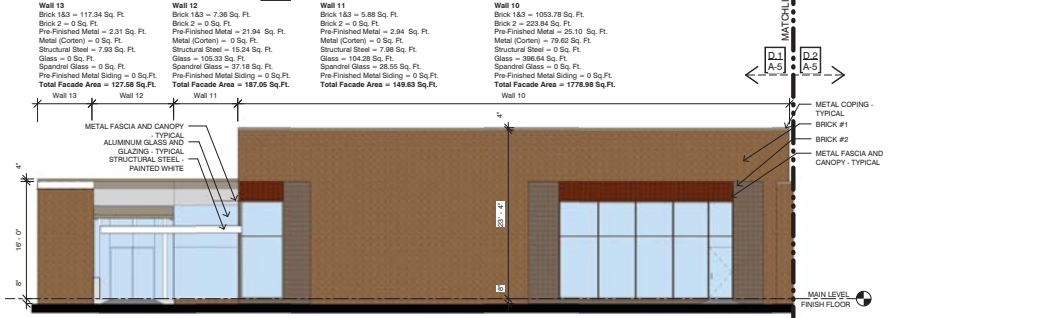 Wall 13
Brick 1&3 = 117.34 Sq. Ft.
Brick 2 = 0 Sq. Ft.
Pre-Finished Metal = 2.31 Sq. Ft.
Metal (Corten) = 0 Sq. Ft.
Structural Steel = 7.93 Sq. Ft.
Glass = 0 Sq. Ft.
Spandrel Glass = 0 Sq. Ft.
Pre-Finished Metal Siding = 0 Sq.Ft.
Total Facade Area = 127.58 Sq.Ft.
Wall 12
Brick 1&3 = 7.36 Sq. Ft.
Brick 2 = 0 Sq. Ft.
Pre-Finished Metal = 21.94 Sq. Ft.
Metal (Corten) = 0 Sq. Ft.
Structural Steel = 15.24 Sq. Ft.
Glass = 105.33 Sq. Ft.
Spandrel Glass = 37.18 Sq. Ft.
Pre-Finished Metal Siding = 0 Sq.Ft.
Total Facade Area = 187.05 Sq.Ft.
Wall 11
Brick 1&3 = 5.88 Sq. Ft.
Brick 2 = 0 Sq. Ft.
Pre-Finished Metal = 2.94 Sq. Ft.
Metal (Corten) = 0 Sq. Ft.
Structural Steel = 7.98 Sq. Ft.
Glass = 104.28 Sq. Ft.
Spandrel Glass = 28.55 Sq. Ft.
Pre-Finished Metal Siding = 0 Sq.Ft.
Total Facade Area = 149.63 Sq.Ft.
Wall 10
Brick 1&3 = 1053.78 Sq. Ft.
Brick 2 = 223.84 Sq. Ft.
Pre-Finished Metal = 25.10 Sq. Ft.
Metal (Corten) = 79.62 Sq. Ft.
Structural Steel = 0 Sq. Ft.
Glass = 396.64 Sq. Ft.
Spandrel Glass = 0 Sq. Ft.
Pre-Finished Metal Siding = 0 Sq.Ft.
Total Facade Area = 1778.98 Sq.Ft.
MATCHL
D.1
A-5
D.2
A-5
Wall 13
Wall 12
Wall 11
Wall 10
METAL FASCIA AND CANOPY
- TYPICAL
ALUMINUM GLASS AND
GLAZING - TYPICAL
STRUCTURAL STEEL -
PAINTED WHITE
METAL COPING -
TYPICAL
BRICK #1
BRICK #2
METAL FASCIA AND
CANOPY - TYPICAL
4"
16' - 0"
8"
4"
23' - 4"
8"
MAIN LEVEL
FINISH FLOOR